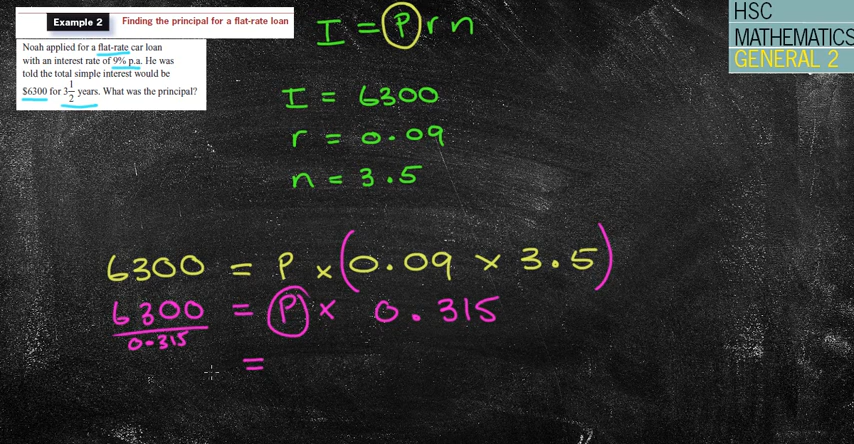 Example 2 Finding the principal for a flat-rate loan
Noah applied for a flat-rate car loan
with an interest rate of 9% p.a. He was
told the total simple interest would be
$6300 for 3 1/2 years. What was the principal?
I = P r n
HSC
MATHEMATICS
GENERAL 2
I = 6300
r = 0.09
n = 3.5
6300 = P × (0.09 × 3.5)
6300 = P × 0.315
0.315
=